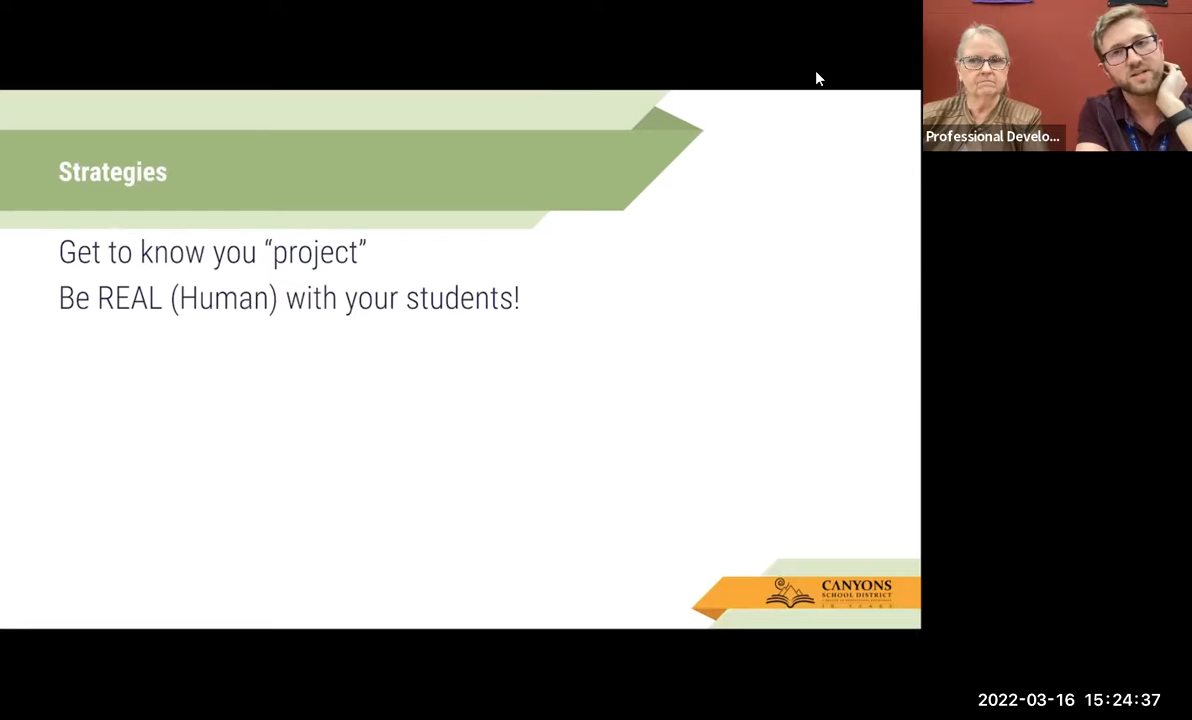 Professional Develo...
Strategies
Get to know you “project”
Be REAL (Human) with your students!
CANYONS
SCHOOL DISTRICT
2022-03-16 15:24:37